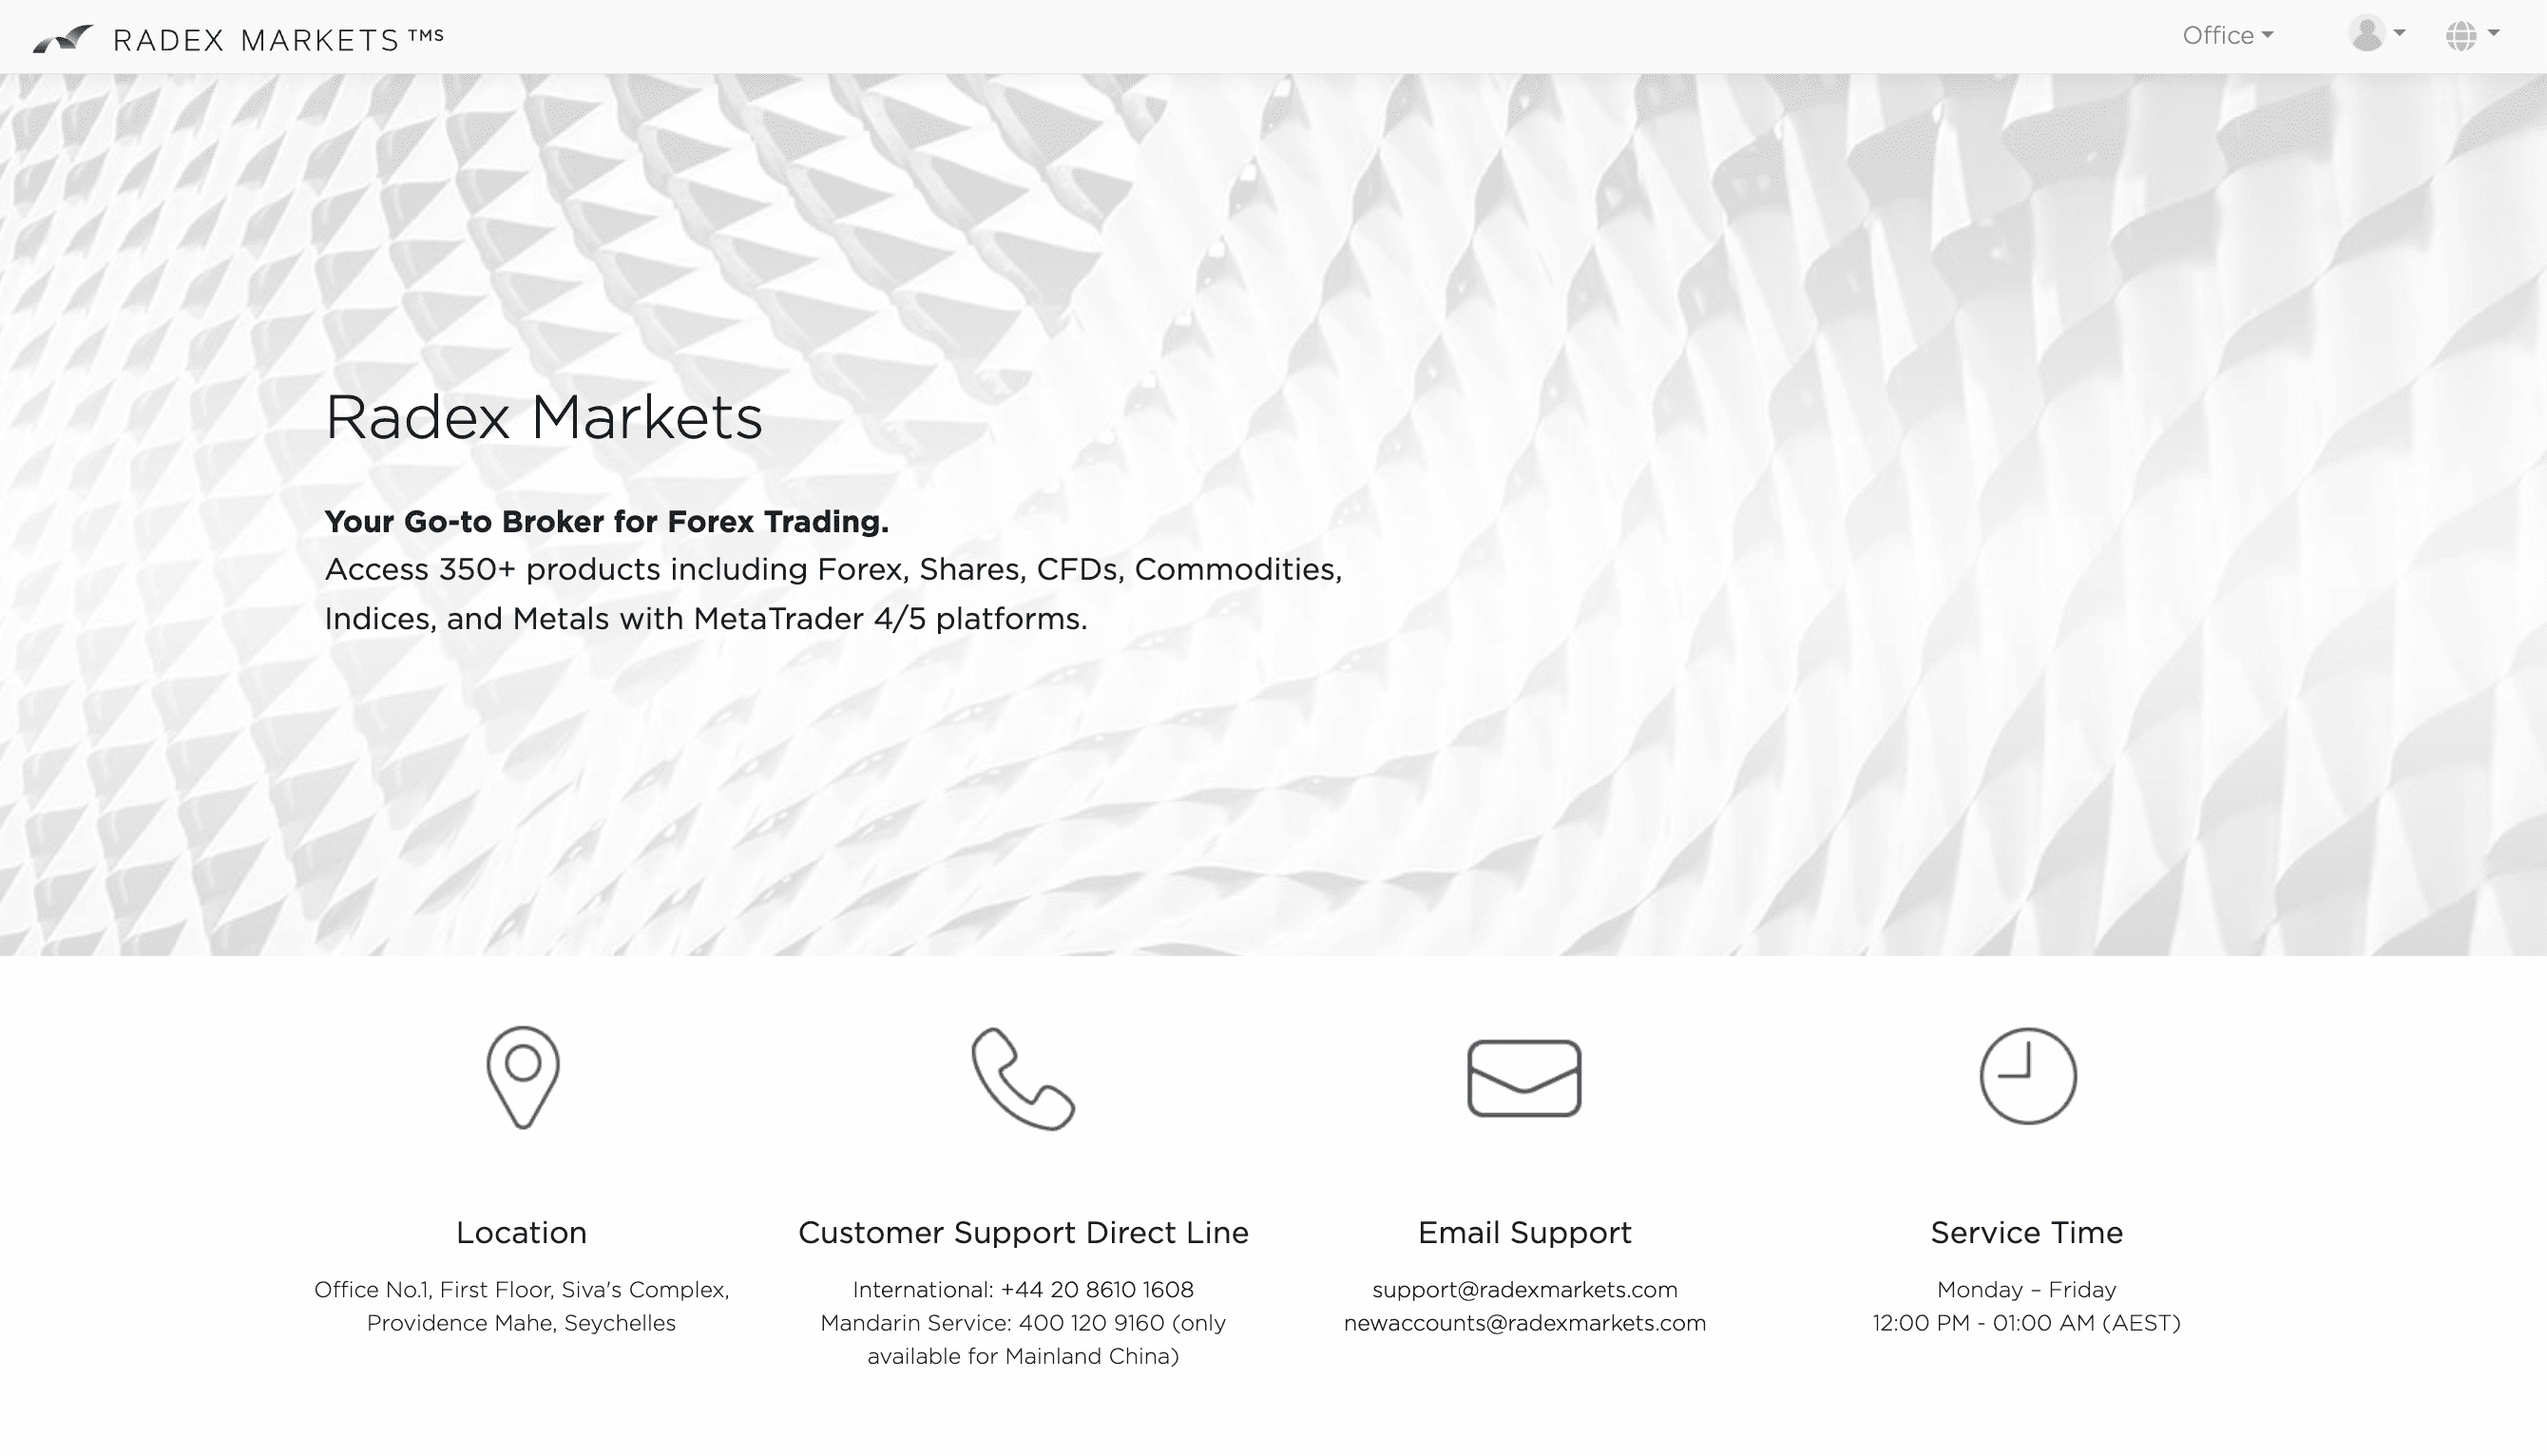 RADEX MARKETS™S
Office
Radex Markets
Your Go-to Broker for Forex Trading.
Access 350+ products including Forex, Shares, CFDs, Commodities,
Indices, and Metals with MetaTrader 4/5 platforms.
Location
Office No.1, First Floor, Siva's Complex,
Providence Mahe, Seychelles
Customer Support Direct Line
International: +44 20 8610 1608
Mandarin Service: 400 120 9160 (only
available for Mainland China)
Email Support
support@radexmarkets.com
newaccounts@radexmarkets.com
Service Time
Monday – Friday
12:00 PM - 01:00 AM (AEST)